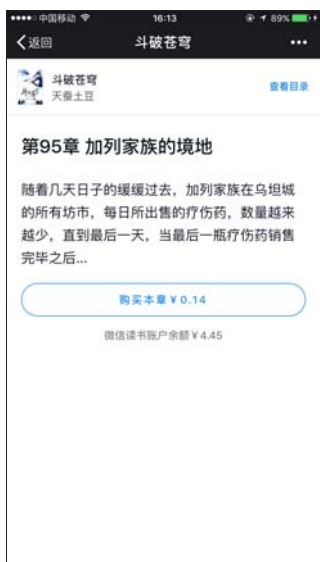 中国移动 16:13 89%
返回 斗破苍穹
斗破苍穹
天蚕土豆
查看目录
第95章 加列家族的境地
随着几天日子的缓缓过去，加列家族在乌坦城
的所有坊市，每日所出售的疗伤药，数量越来
越少，直到最后一天，当最后一瓶疗伤药销售
完毕之后...
购买本章 ¥ 0.14
微信读书账户余额 ¥ 4.45